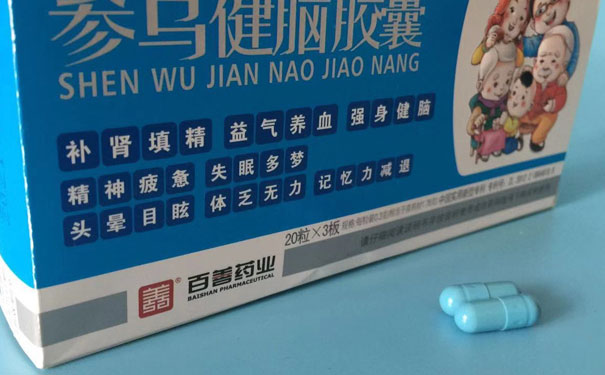 参乌健脑胶囊
SHEN WU JIAN NAO JIAO NANG
补肾填精 益气养血 强身健脑
精神疲惫 失眠多梦
头晕目眩 体乏无力 记忆力减退
20粒×3板
善
百善药业
BAISHAN PHARMACEUTICAL